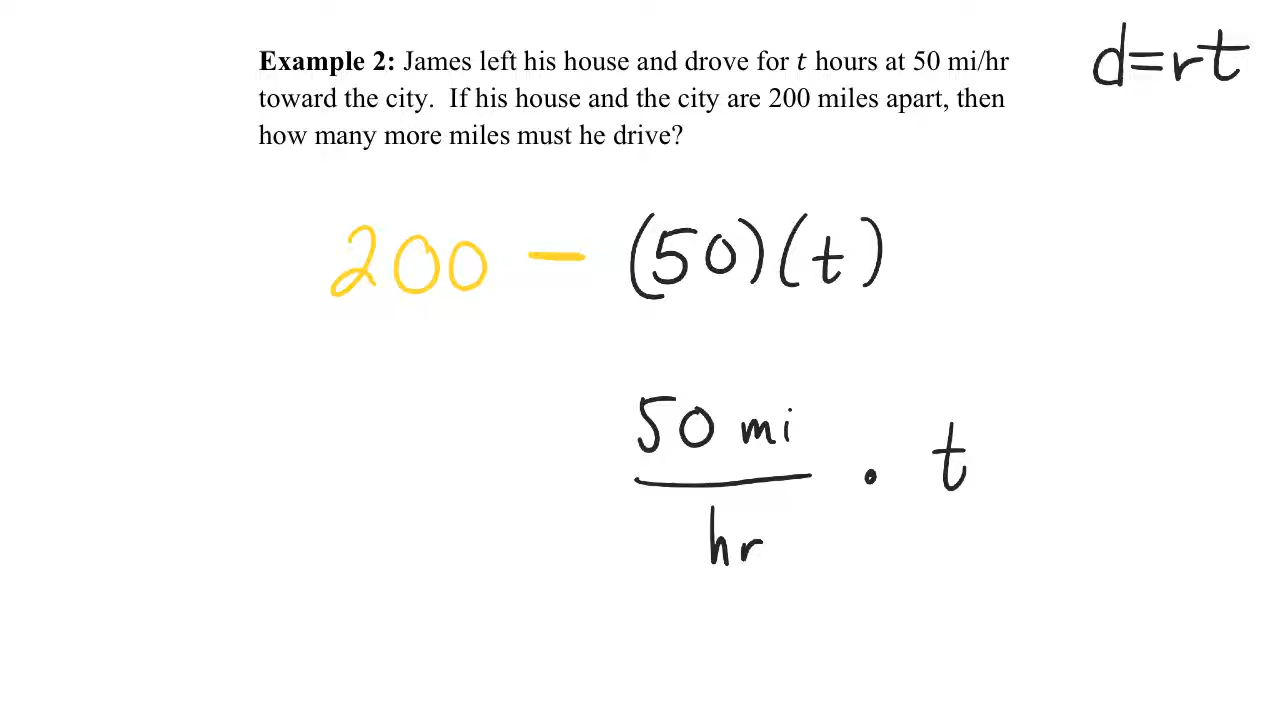 Example 2: James left his house and drove for t hours at 50 mi/hr
toward the city. If his house and the city are 200 miles apart, then
how many more miles must he drive?
d=rt
200 − (50)(t)
50 mi
hr
· t